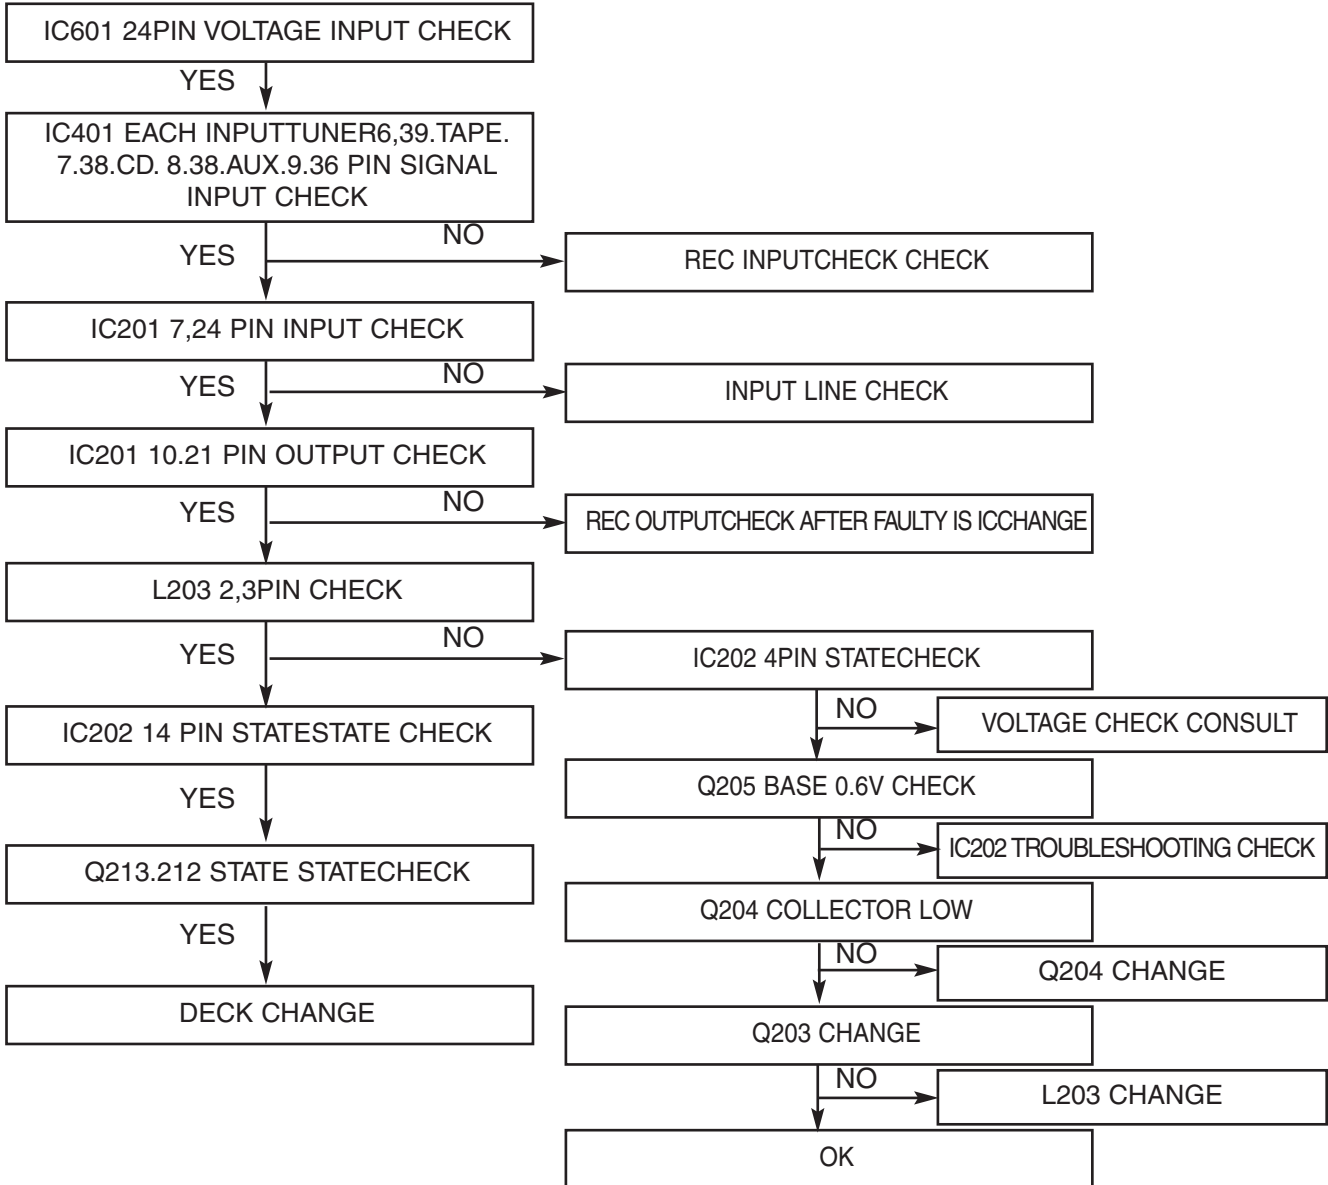 IC601 24PIN VOLTAGE INPUT CHECK
YES
IC401 EACH INPUTTUNER6,39.TAPE.
7.38.CD. 8.38.AUX.9.36 PIN SIGNAL
INPUT CHECK
YES
NO
REC INPUTCHECK CHECK
IC201 7,24 PIN INPUT CHECK
YES
NO
INPUT LINE CHECK
IC201 10.21 PIN OUTPUT CHECK
YES
NO
REC OUTPUTCHECK AFTER FAULTY IS ICCHANGE
L203 2,3PIN CHECK
YES
NO
IC202 4PIN STATECHECK
NO
VOLTAGE CHECK CONSULT
IC202 14 PIN STATESTATE CHECK
YES
Q205 BASE 0.6V CHECK
NO
IC202 TROUBLESHOOTING CHECK
Q213.212 STATE STATECHECK
YES
Q204 COLLECTOR LOW
NO
Q204 CHANGE
DECK CHANGE
Q203 CHANGE
NO
L203 CHANGE
OK